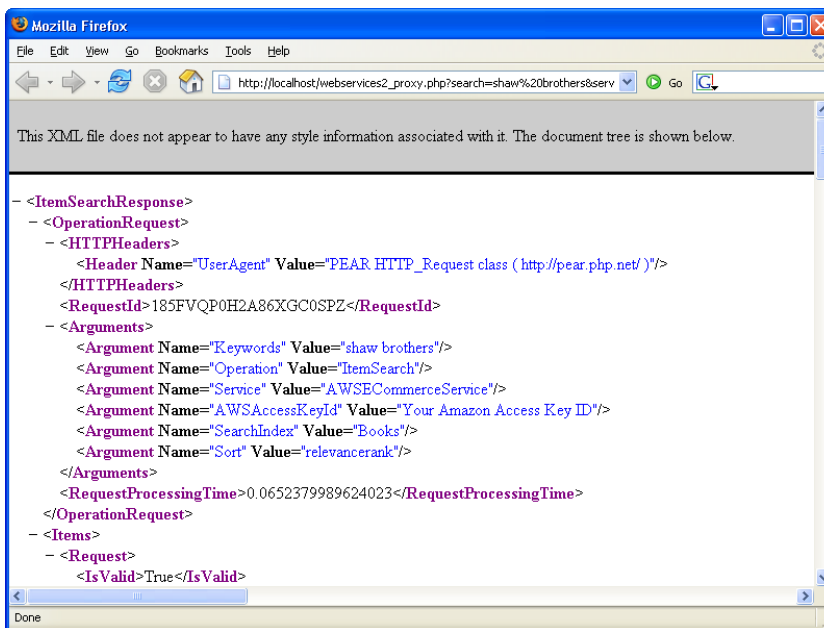 Mozilla Firefox
File Edit View Go Bookmarks Tools Help
http://localhost/webservices2_proxy.php?search=shaw%20brothers&serv Go G
This XML file does not appear to have any style information associated with it. The document tree is shown below.
− <ItemSearchResponse>
− <OperationRequest>
− <HTTPHeaders>
<Header Name="UserAgent" Value="PEAR HTTP_Request class ( http://pear.php.net/ )"/>
</HTTPHeaders>
<RequestId>185FVQP0H2A86XGC0SPZ</RequestId>
− <Arguments>
<Argument Name="Keywords" Value="shaw brothers"/>
<Argument Name="Operation" Value="ItemSearch"/>
<Argument Name="Service" Value="AWSECommerceService"/>
<Argument Name="AWSAccessKeyId" Value="Your Amazon Access Key ID"/>
<Argument Name="SearchIndex" Value="Books"/>
<Argument Name="Sort" Value="relevancerank"/>
</Arguments>
<RequestProcessingTime>0.0652379989624023</RequestProcessingTime>
</OperationRequest>
− <Items>
− <Request>
<IsValid>True</IsValid>
Done